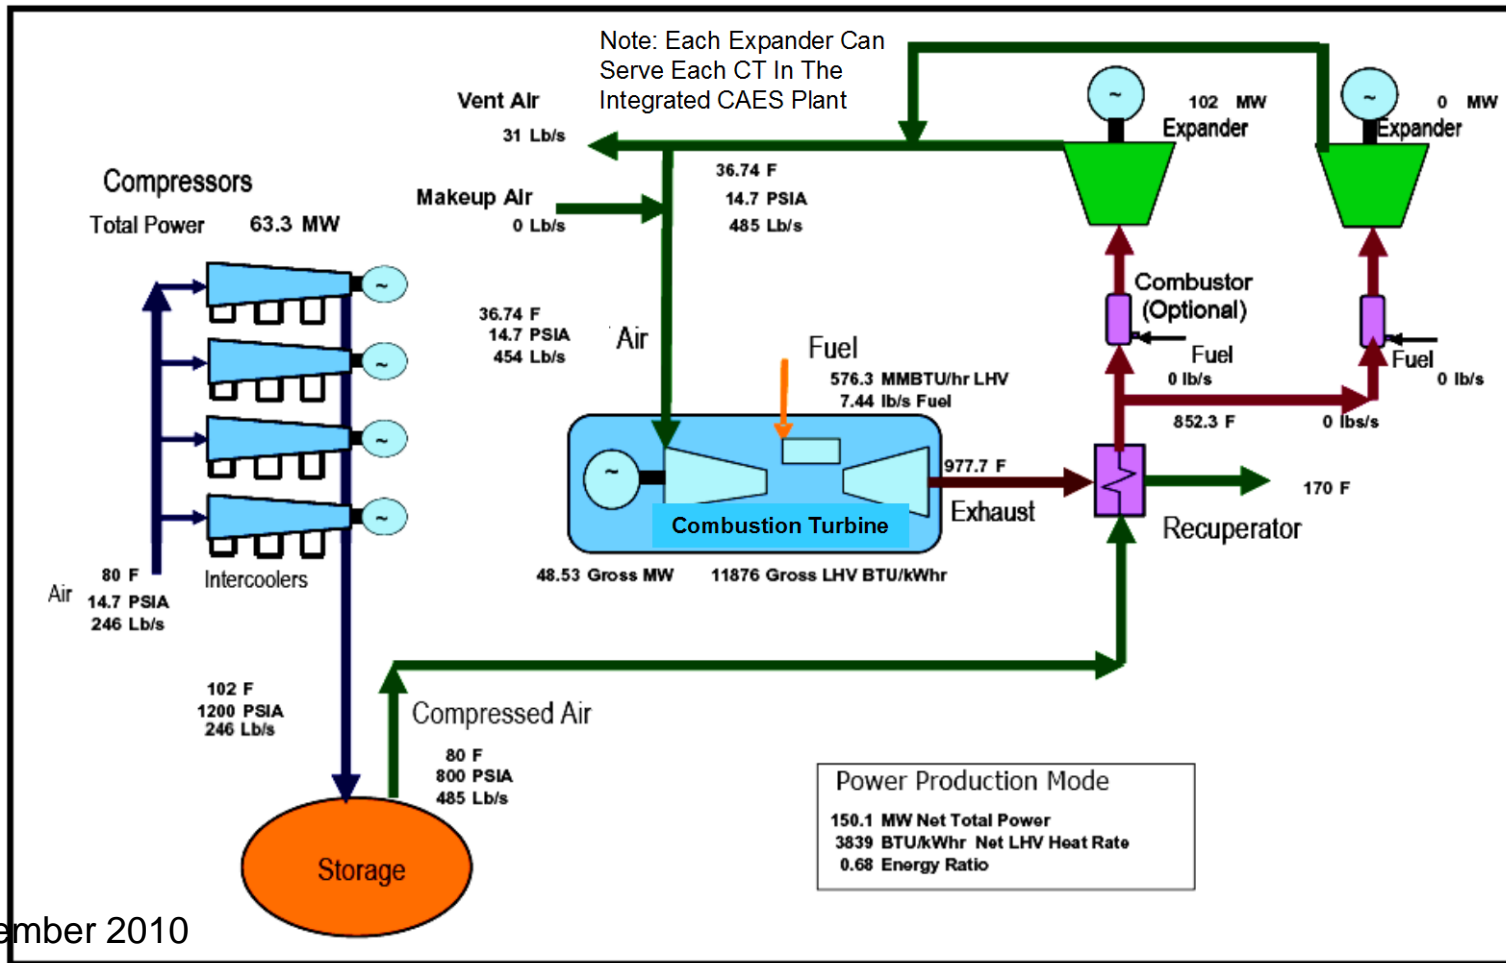 Note: Each Expander Can
Serve Each CT In The
Integrated CAES Plant
Vent Air
31 Lb/s
~
102 MW
Expander
~
0 MW
Expander
36.74 F
14.7 PSIA
485 Lb/s
Makeup Air
0 Lb/s
Compressors
Total Power 63.3 MW
~
~
~
~
Intercoolers
Air
80 F
14.7 PSIA
246 Lb/s
36.74 F
14.7 PSIA
454 Lb/s
Air
Fuel
576.3 MMBTU/hr LHV
7.44 lb/s Fuel
Combustor
(Optional)
Fuel
0 lb/s
Fuel
0 lb/s
852.3 F
0 lbs/s
~
Combustion Turbine
977.7 F
Exhaust
170 F
Recuperator
48.53 Gross MW
11876 Gross LHV BTU/kWhr
102 F
1200 PSIA
246 Lb/s
Compressed Air
80 F
800 PSIA
485 Lb/s
Storage
Power Production Mode
150.1 MW Net Total Power
3839 BTU/kWhr Net LHV Heat Rate
0.68 Energy Ratio
ember 2010